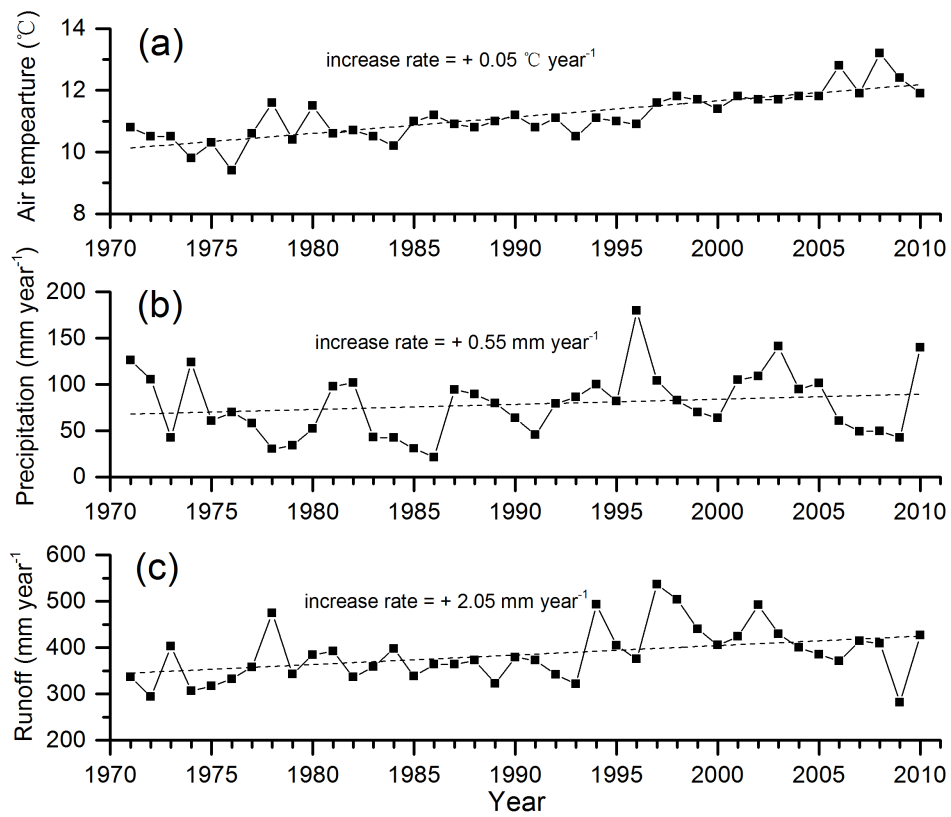 (a)
increase rate = + 0.05 ℃ year⁻¹
Air tempearture (℃)
14
12
10
8
1970 1975 1980 1985 1990 1995 2000 2005 2010
(b)
increase rate = + 0.55 mm year⁻¹
Precipitation (mm year⁻¹)
200
150
100
50
0
1970 1975 1980 1985 1990 1995 2000 2005 2010
(c)
increase rate = + 2.05 mm year⁻¹
Runoff (mm year⁻¹)
600
500
400
300
200
1970 1975 1980 1985 1990 1995 2000 2005 2010
Year